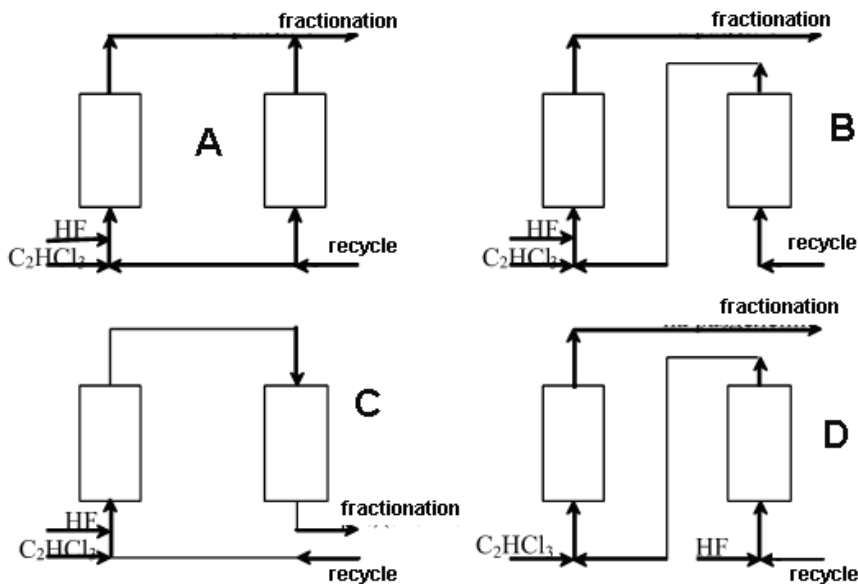 fractionation
A
HF
C₂HCl₃
recycle
fractionation
B
HF
C₂HCl₃
recycle
C
HF
fractionation
C₂HCl₃
recycle
fractionation
D
C₂HCl₃
HF
recycle